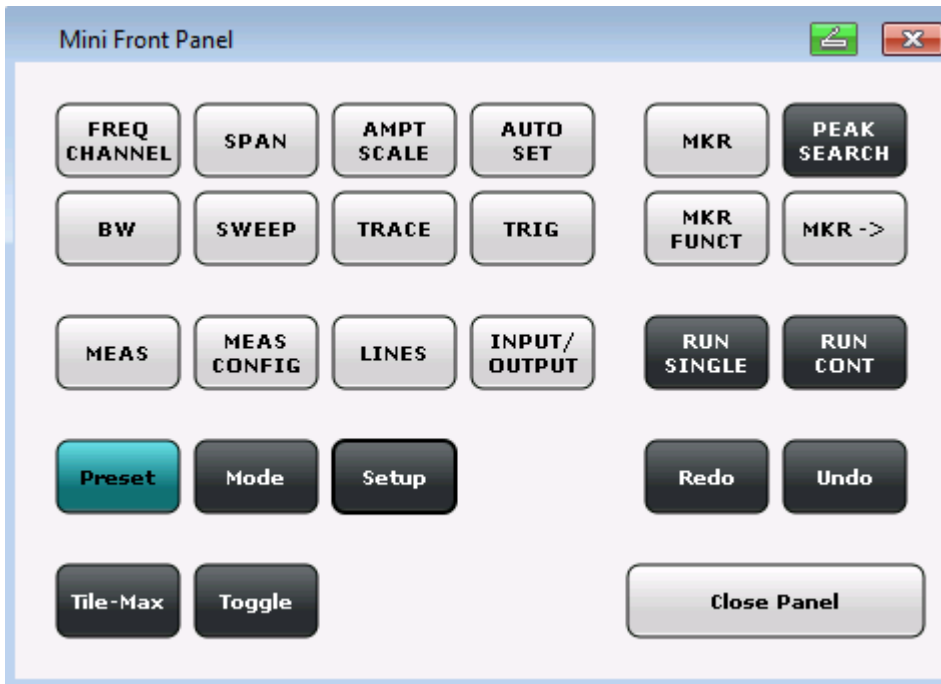 Mini Front Panel
FREQ
CHANNEL
SPAN
AMPT
SCALE
AUTO
SET
MKR
PEAK
SEARCH
BW
SWEEP
TRACE
TRIG
MKR
FUNCT
MKR ->
MEAS
MEAS
CONFIG
LINES
INPUT/
OUTPUT
RUN
SINGLE
RUN
CONT
Preset
Mode
Setup
Redo
Undo
Tile-Max
Toggle
Close Panel